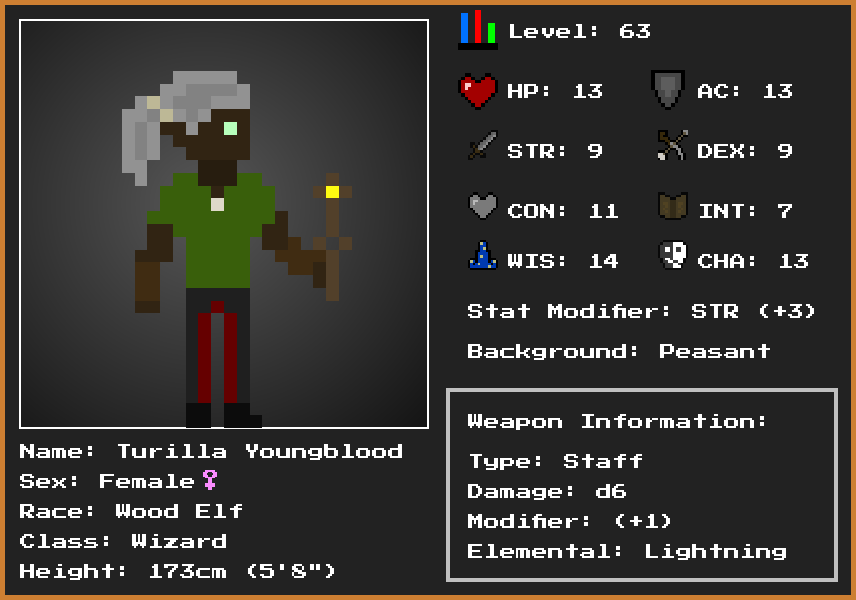 Level: 63
HP: 13
AC: 13
STR: 9
DEX: 9
CON: 11
INT: 7
WIS: 14
CHA: 13
Stat Modifier: STR (+3)
Background: Peasant
Weapon Information:
Type: Staff
Damage: d6
Modifier: (+1)
Elemental: Lightning
Name: Turilla Youngblood
Sex: Female♀
Race: Wood Elf
Class: Wizard
Height: 173cm (5'8")